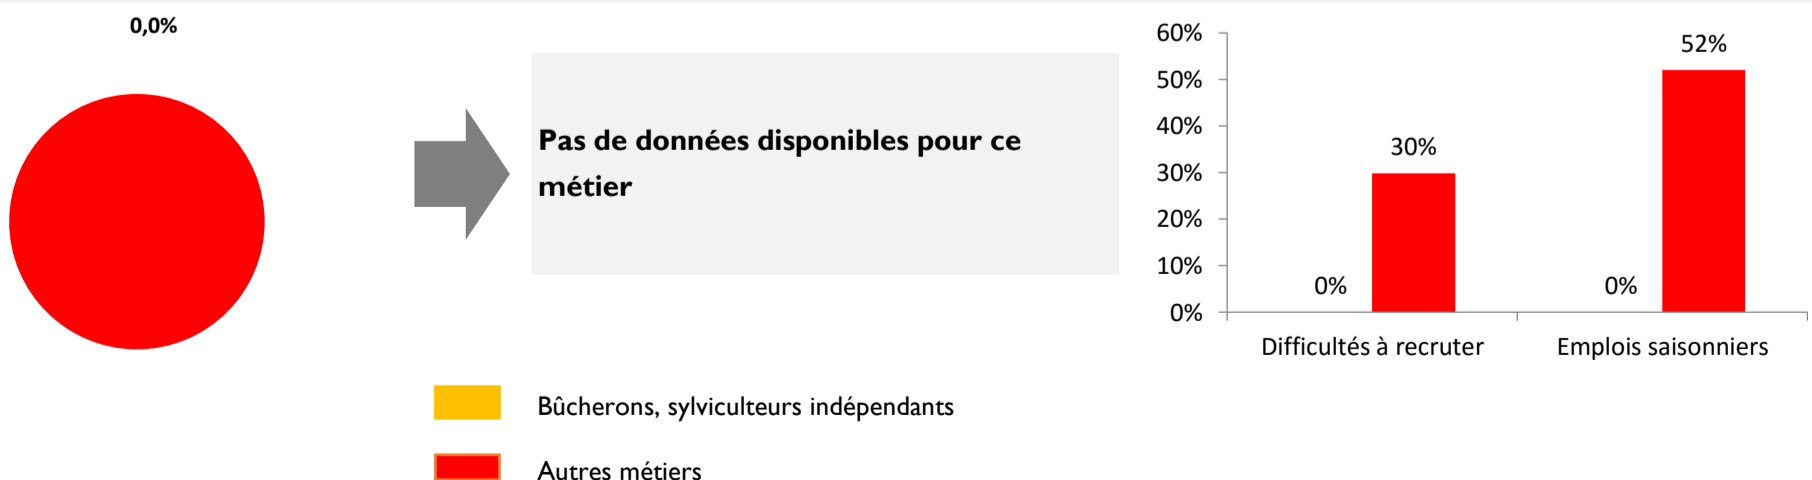 0,0%
Pas de données disponibles pour ce
métier
60%
50%
40%
30%
20%
10%
0%
0%
30%
0%
52%
Difficultés à recruter
Emplois saisonniers
Bûcherons, sylviculteurs indépendants
Autres métiers